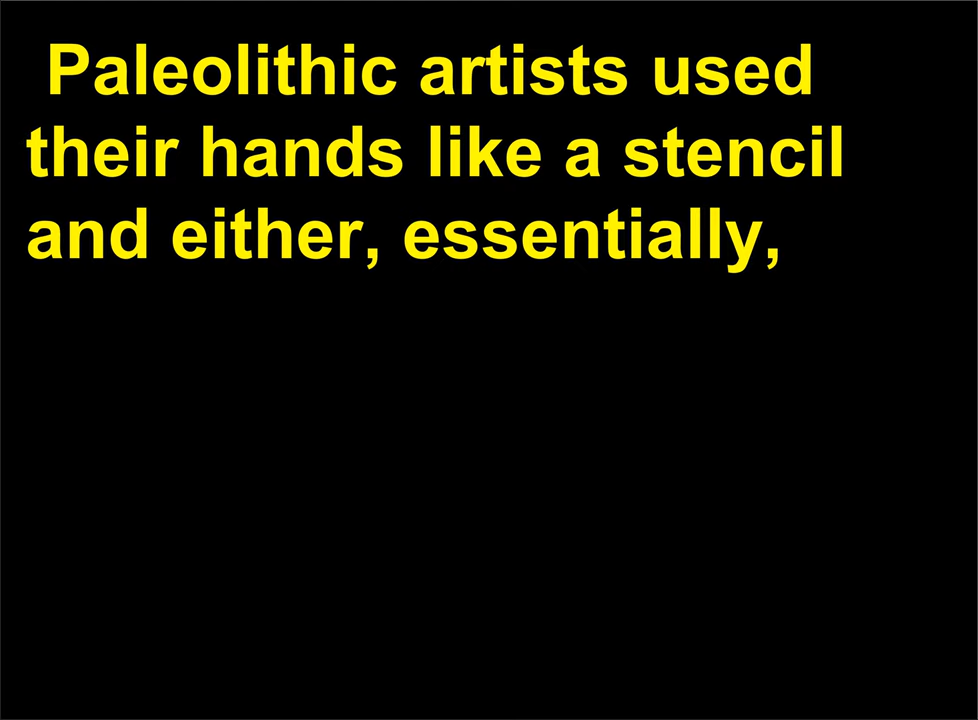 Paleolithic artists used
their hands like a stencil
and either, essentially,